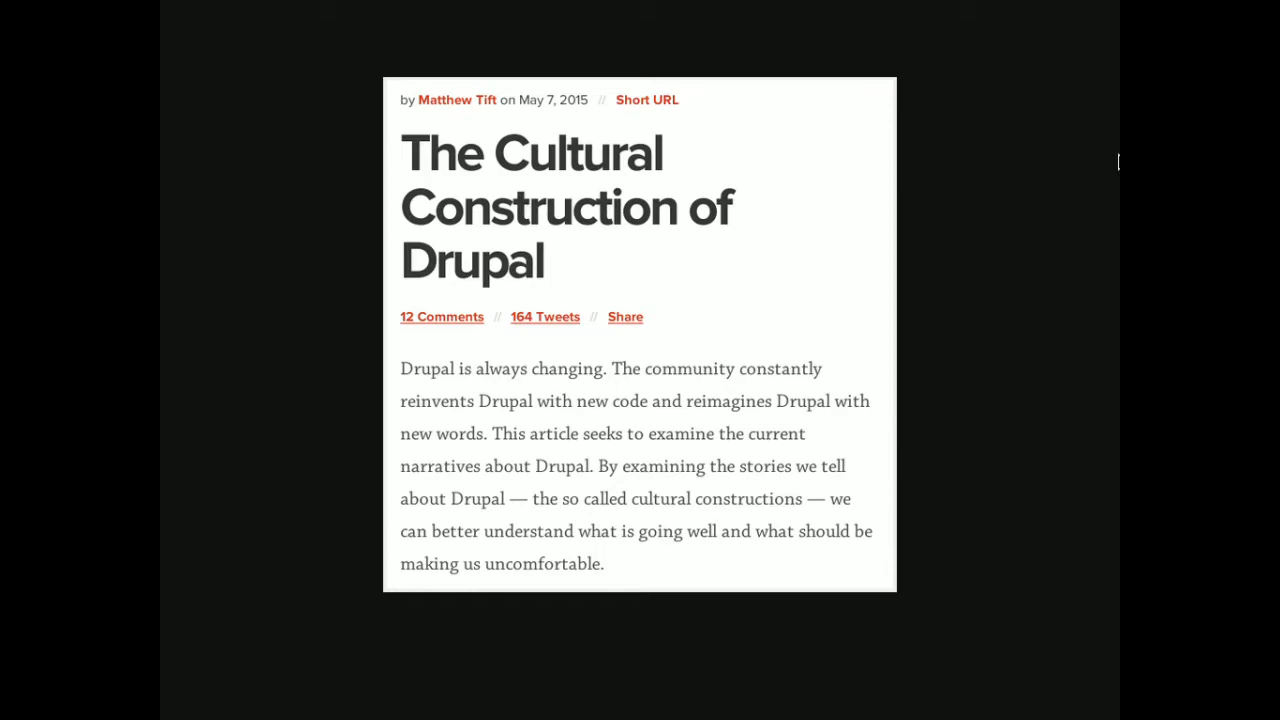 by Matthew Tift on May 7, 2015 // Short URL
The Cultural
Construction of
Drupal
12 Comments // 164 Tweets // Share
Drupal is always changing. The community constantly
reinvents Drupal with new code and reimagines Drupal with
new words. This article seeks to examine the current
narratives about Drupal. By examining the stories we tell
about Drupal — the so called cultural constructions — we
can better understand what is going well and what should be
making us uncomfortable.